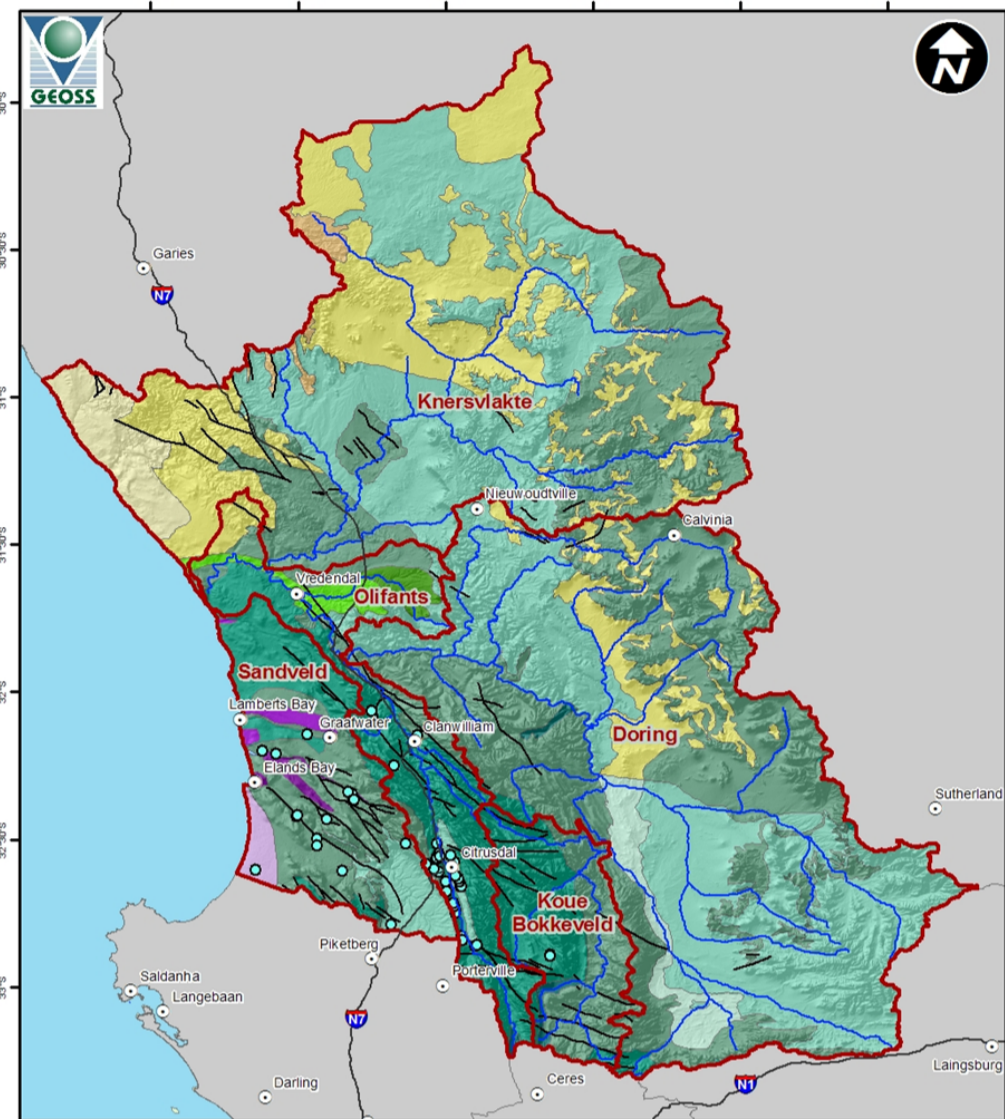 GEOSS
N
30°30'S
31°S
31°30'S
32°S
32°30'S
33°S
Garies
N7
Knersvlakte
Nieuwoudtville
Calvinia
Vredendal
Olifants
Sandveld
Lamberts Bay
Graafwater
Clanwilliam
Doring
Elands Bay
Sutherland
Citrusdal
Koue
Bokkeveld
Piketberg
Porterville
Saldanha
Langebaan
N7
Laingsburg
Ceres
N1
Darling